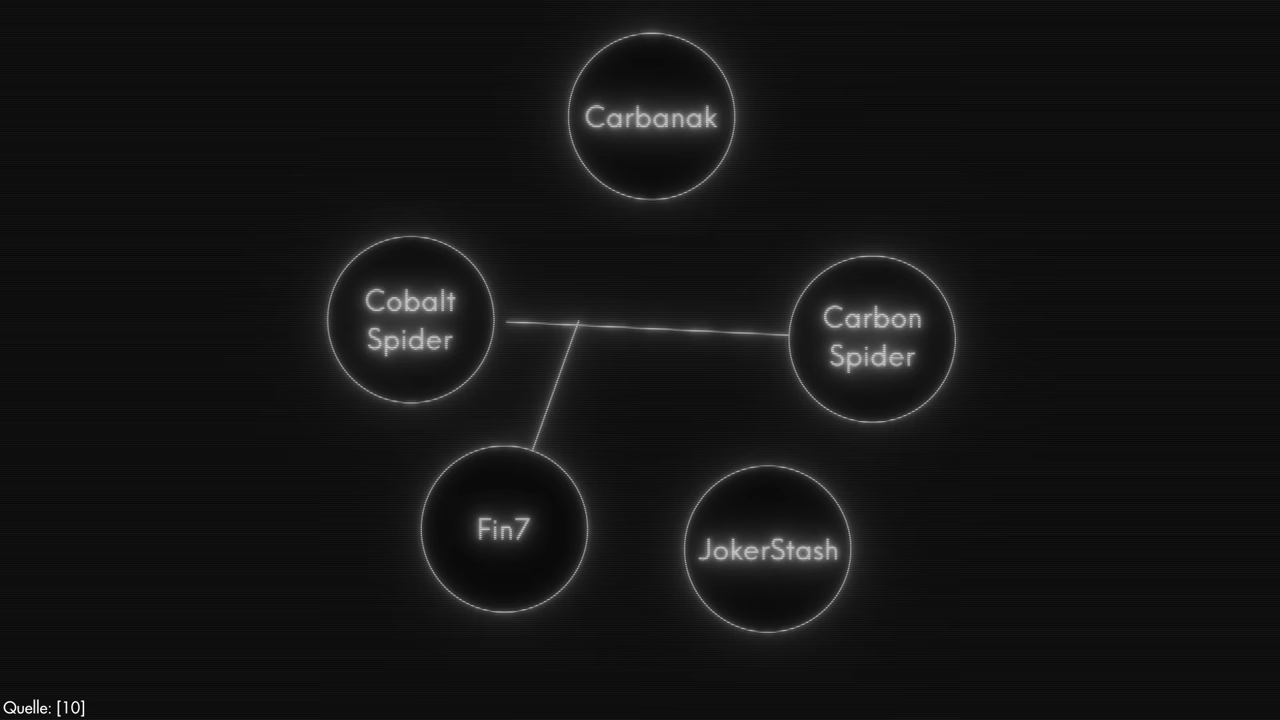 Carbanak
Cobalt
Spider
Carbon
Spider
Fin7
JokerStash
Quelle: [10]